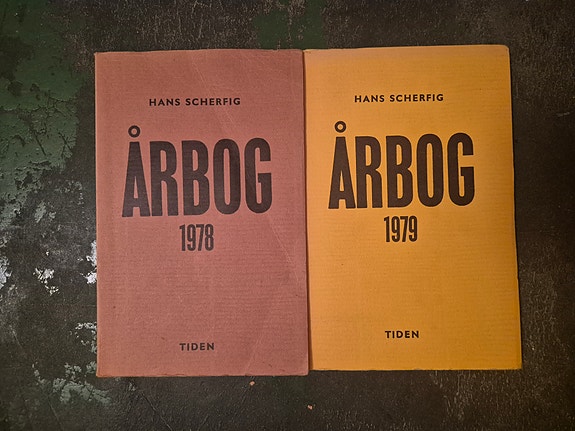 HANS SCHERFIG
ÅRBOG
1978
TIDEN
HANS SCHERFIG
ÅRBOG
1979
TIDEN